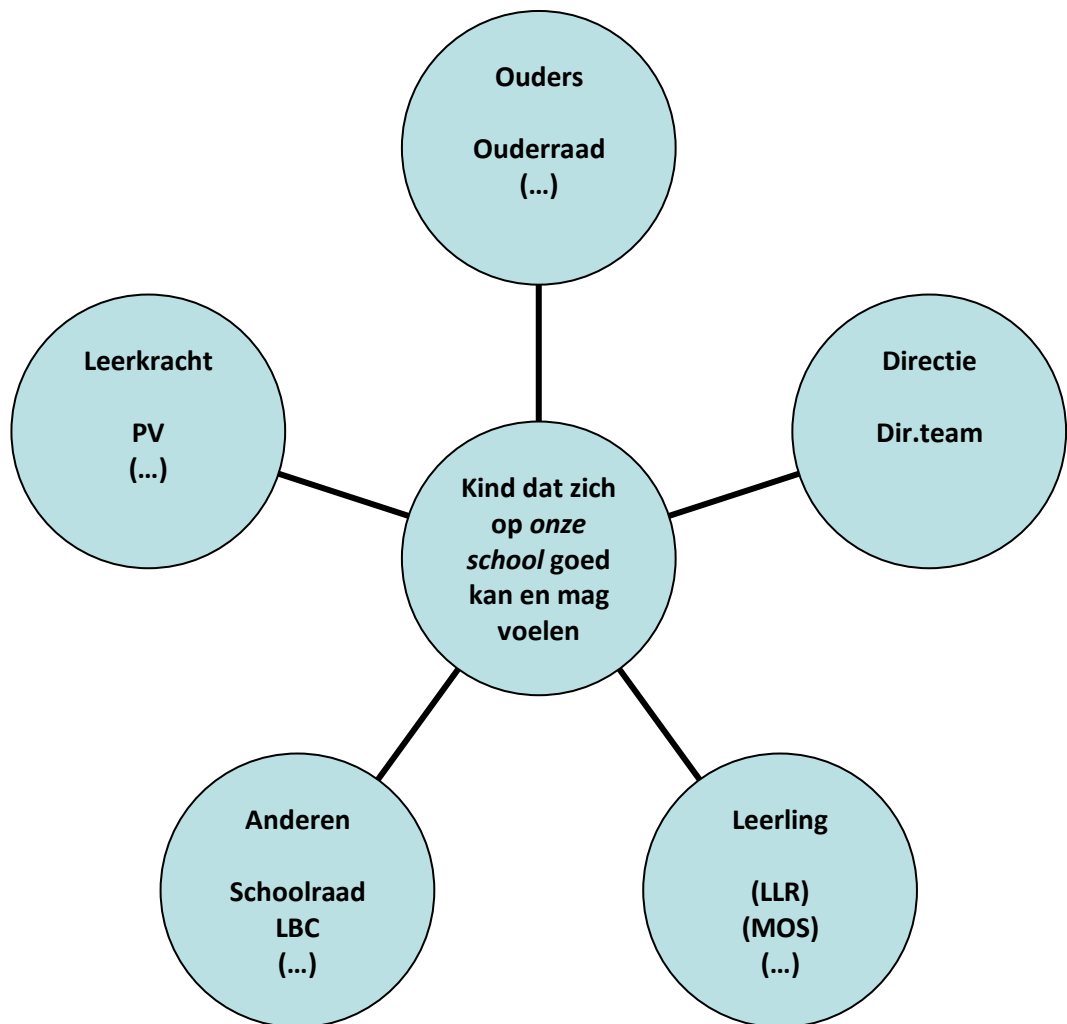 Ouders
Ouderraad
(…)
Leerkracht
PV
(…)
Directie
Dir.team
Kind dat zich
op onze
school goed
kan en mag
voelen
Anderen
Schoolraad
LBC
(…)
Leerling
(LLR)
(MOS)
(…)